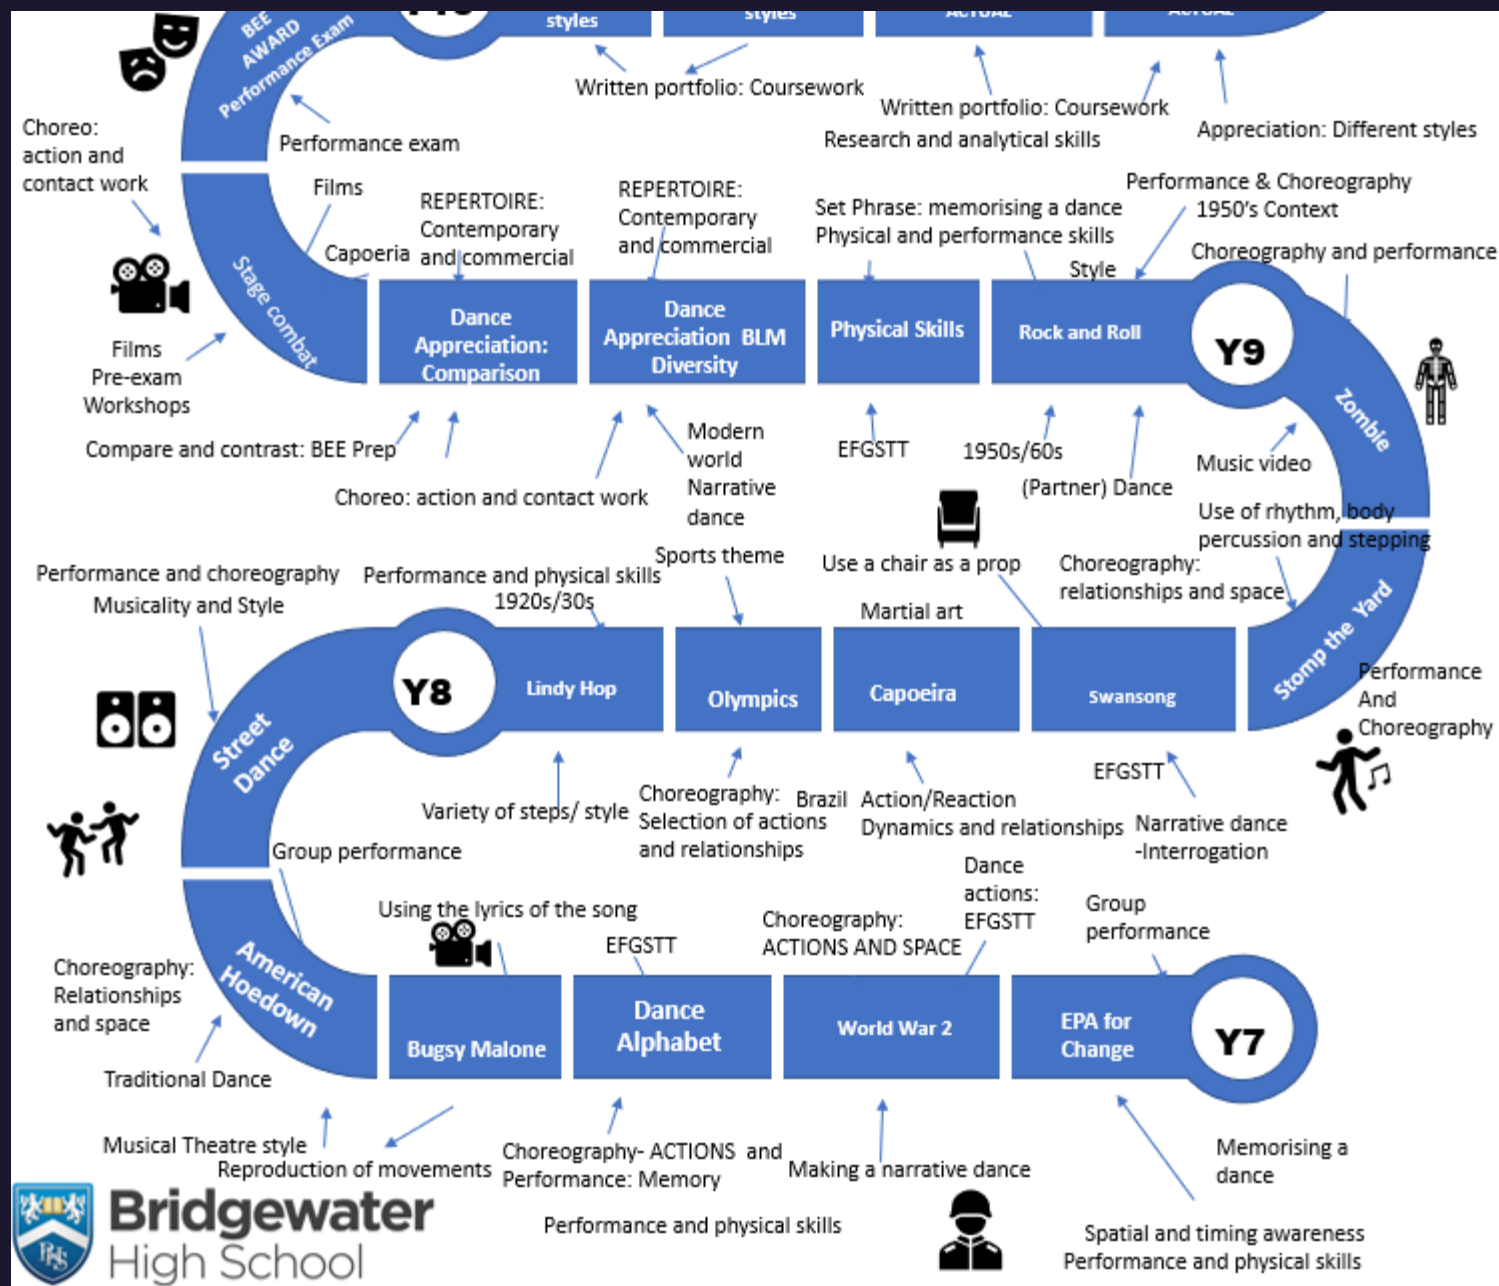 BEE
AWARD
Performance Exam
styles
styles
ACTUAL
ACTUAL
Written portfolio: Coursework
Written portfolio: Coursework
Research and analytical skills
Appreciation: Different styles
Performance exam
Choreo:
action and
contact work
Films
Capoeria
REPERTOIRE:
Contemporary
and commercial
REPERTOIRE:
Contemporary
and commercial
Set Phrase: memorising a dance
Physical and performance skills
Style
Performance & Choreography
1950's Context
Choreography and performance
Stage combat
Dance
Appreciation:
Comparison
Dance
Appreciation BLM
Diversity
Physical Skills
Rock and Roll
Y9
Zombie
Films
Pre-exam
Workshops
Compare and contrast: BEE Prep
Choreo: action and contact work
Modern
world
Narrative
dance
EFGSTT
1950s/60s
(Partner) Dance
Music video
Use of rhythm, body
percussion and stepping
Performance and choreography
Musicality and Style
Performance and physical skills
1920s/30s
Sports theme
Use a chair as a prop
Martial art
Choreography:
relationships and space
Street
Dance
Y8
Lindy Hop
Olympics
Capoeira
Swansong
Stomp the Yard
Performance
And
Choreography
Variety of steps/ style
Choreography:
Selection of actions
and relationships
Brazil
Action/Reaction
Dynamics and relationships
EFGSTT
Narrative dance
-Interrogation
Group performance
Using the lyrics of the song
EFGSTT
Choreography:
ACTIONS AND SPACE
Dance
actions:
EFGSTT
Group
performance
Choreography:
Relationships
and space
American
Hoedown
Bugsy Malone
Dance
Alphabet
World War 2
EPA for
Change
Y7
Traditional Dance
Musical Theatre style
Reproduction of movements
Choreography- ACTIONS and
Performance: Memory
Making a narrative dance
Memorising a
dance
Performance and physical skills
Spatial and timing awareness
Performance and physical skills
BHS
Bridgewater
High School